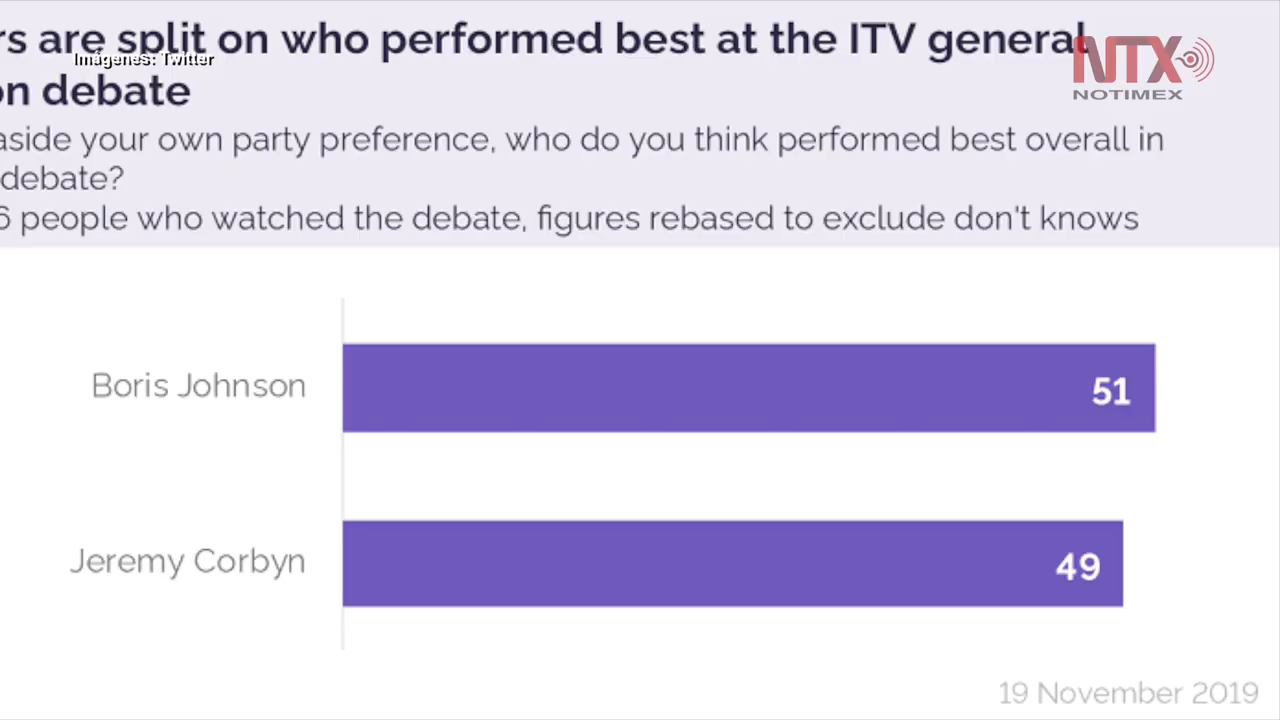 rs are split on who performed best at the ITV general
Imágenes: Twitter
NTX
NOTIMEX
on debate
aside your own party preference, who do you think performed best overall in
debate?
6 people who watched the debate, figures rebased to exclude don't knows
Boris Johnson
51
Jeremy Corbyn
49
19 November 2019